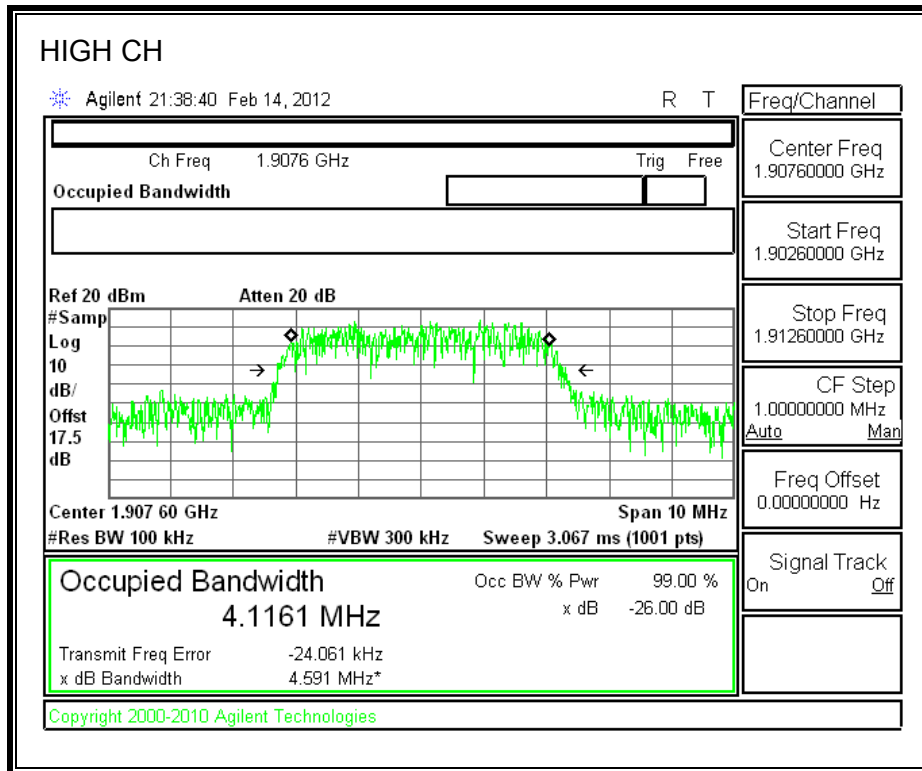 HIGH CH
Agilent 21:38:40 Feb 14, 2012 R T
Freq/Channel
Ch Freq 1.9076 GHz Trig Free
Occupied Bandwidth
Center Freq
1.90760000 GHz
Start Freq
1.90260000 GHz
Stop Freq
1.91260000 GHz
CF Step
1.00000000 MHz
Auto Man
Freq Offset
0.00000000 Hz
Signal Track
On Off
Ref 20 dBm Atten 20 dB
#Samp
Log
10
dB/
Offst
17.5
dB
Center 1.907 60 GHz Span 10 MHz
#Res BW 100 kHz #VBW 300 kHz Sweep 3.067 ms (1001 pts)
Occupied Bandwidth Occ BW % Pwr 99.00 %
4.1161 MHz x dB -26.00 dB
Transmit Freq Error -24.061 kHz
x dB Bandwidth 4.591 MHz*
Copyright 2000-2010 Agilent Technologies